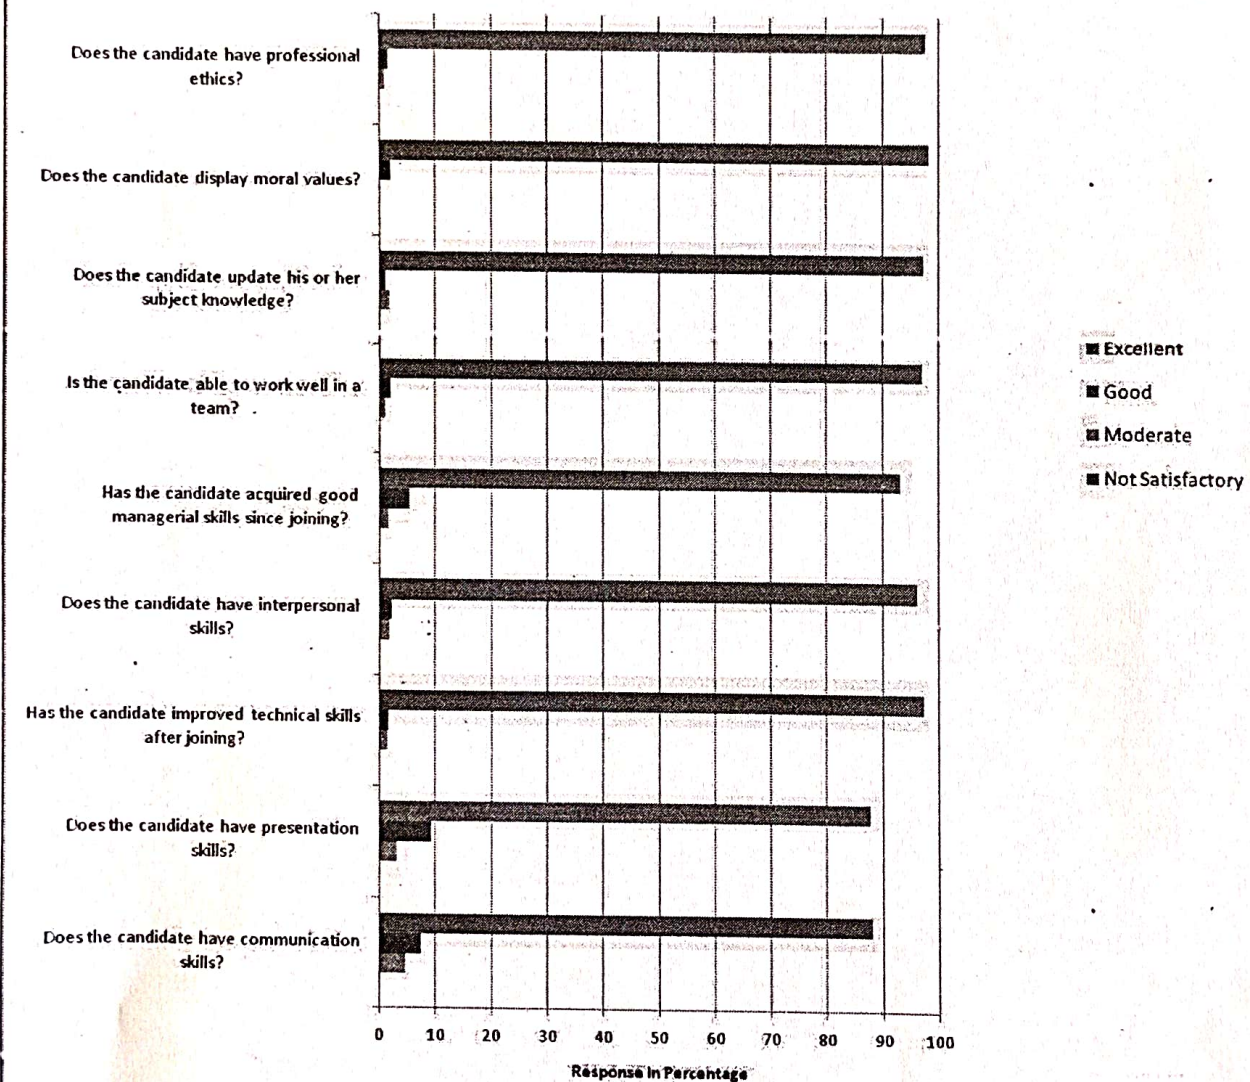 Does the candidate have professional
ethics?
Does the candidate display moral values?
Does the candidate update his or her
subject knowledge?
Is the candidate able to work well in a
team?
Has the candidate acquired good
managerial skills since joining?
Does the candidate have interpersonal
skills?
Has the candidate improved technical skills
after joining?
Does the candidate have presentation
skills?
Does the candidate have communication
skills?
0 10 20 30 40 50 60 70 80 90 100
Response In Percentage
Excellent
Good
Moderate
Not Satisfactory